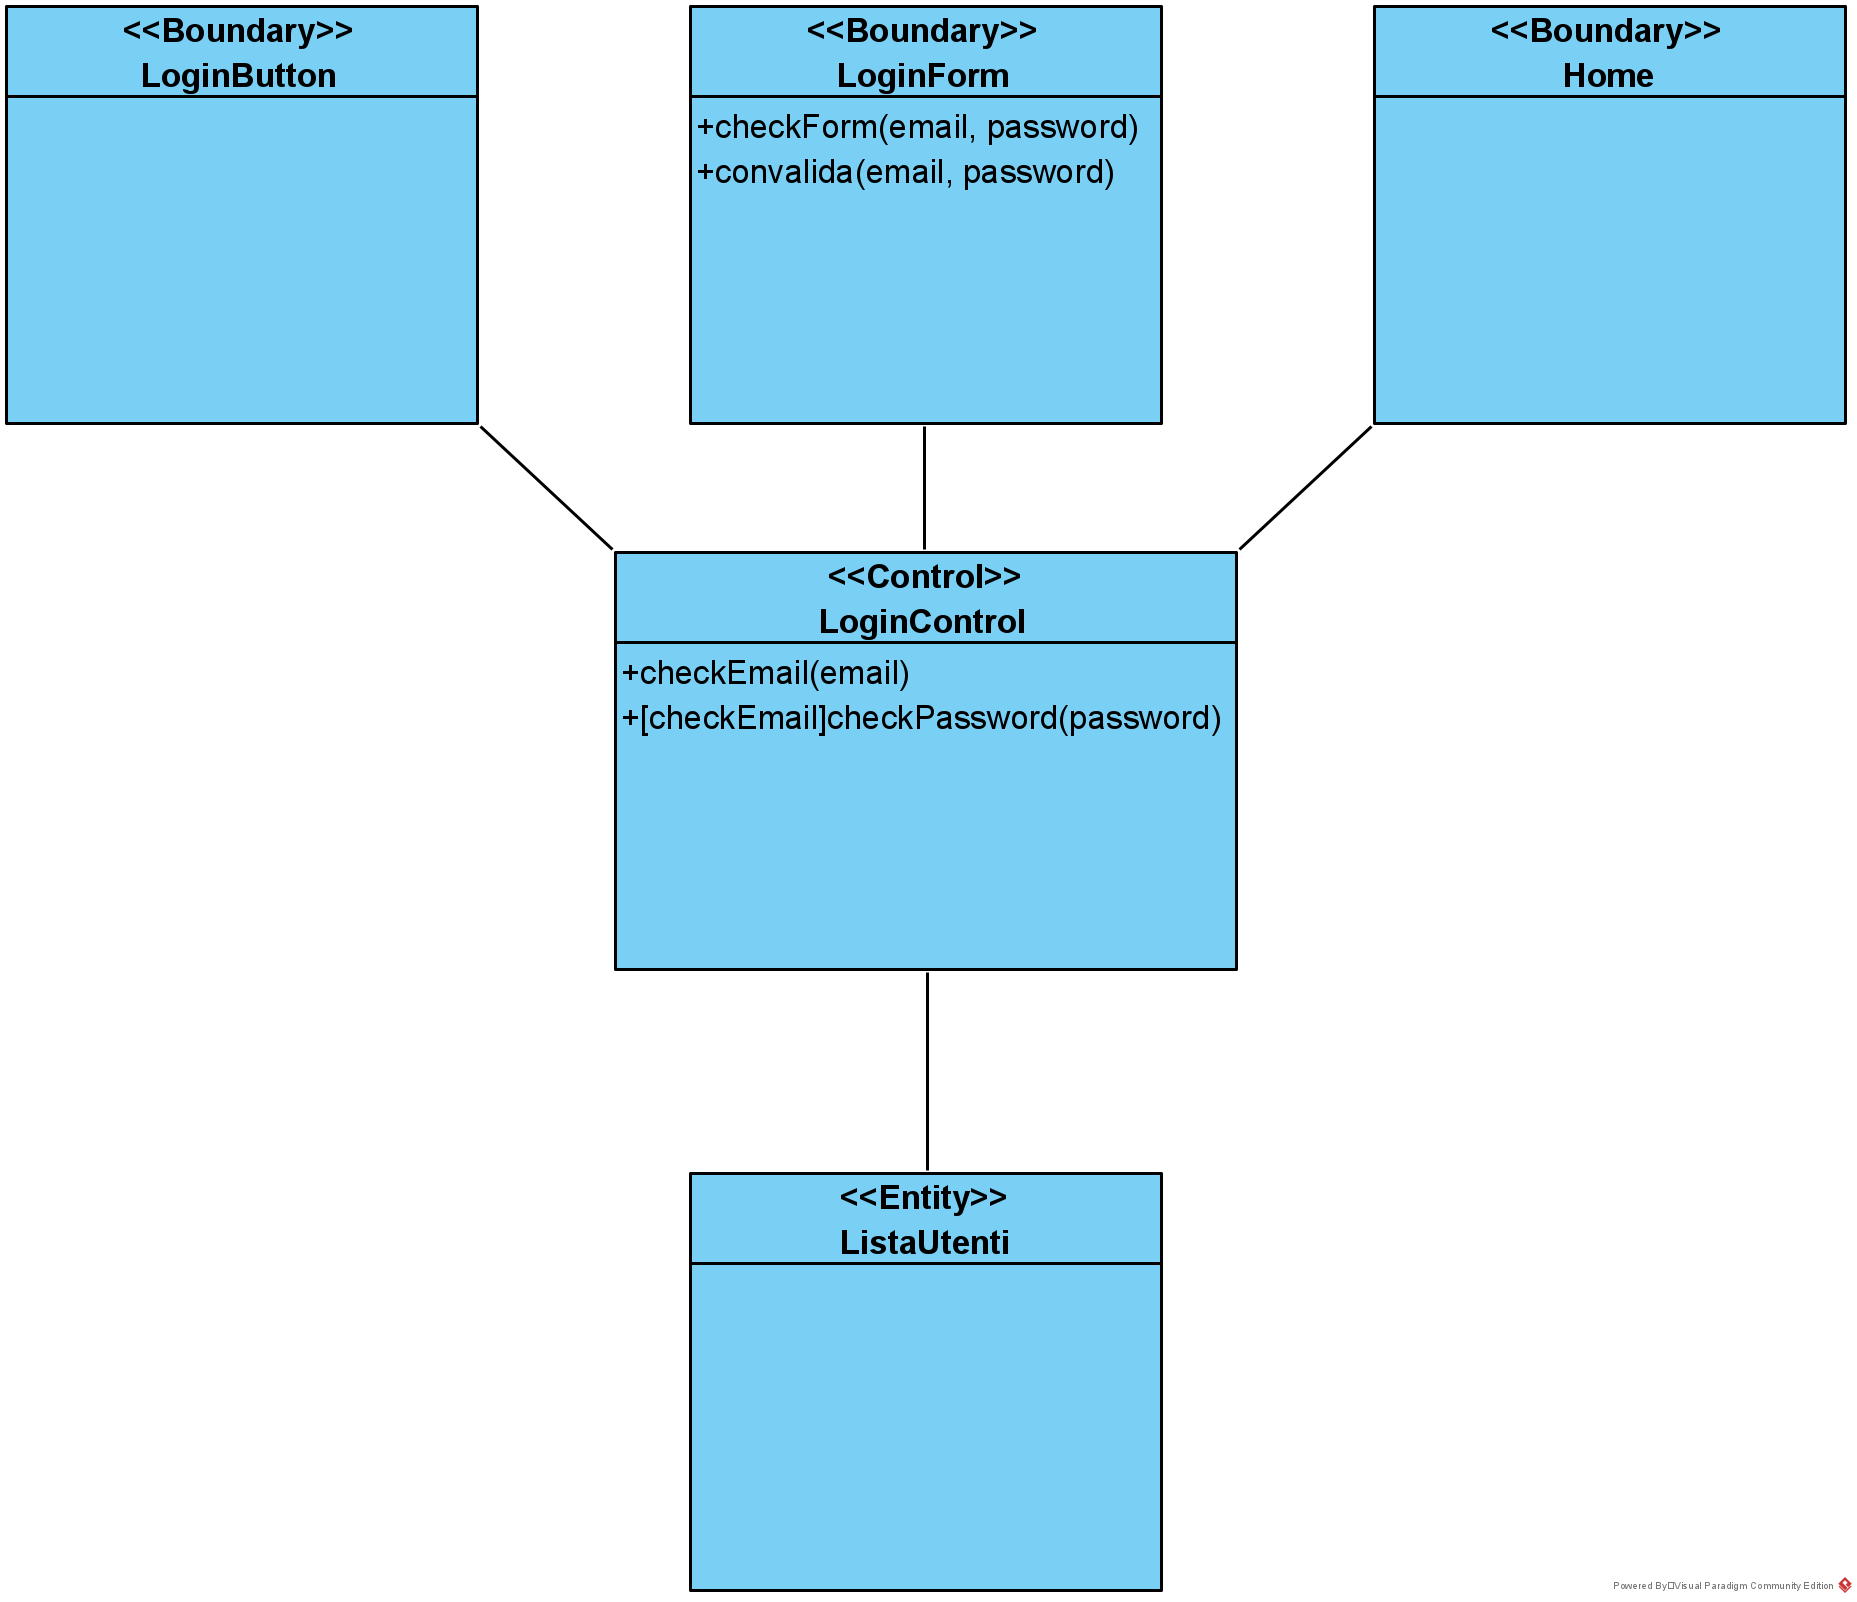 <<Boundary>>
LoginButton
<<Boundary>>
LoginForm
+checkForm(email, password)
+convalida(email, password)
<<Boundary>>
Home
<<Control>>
LoginControl
+checkEmail(email)
+[checkEmail]checkPassword(password)
<<Entity>>
ListaUtenti
Powered By□Visual Paradigm Community Edition